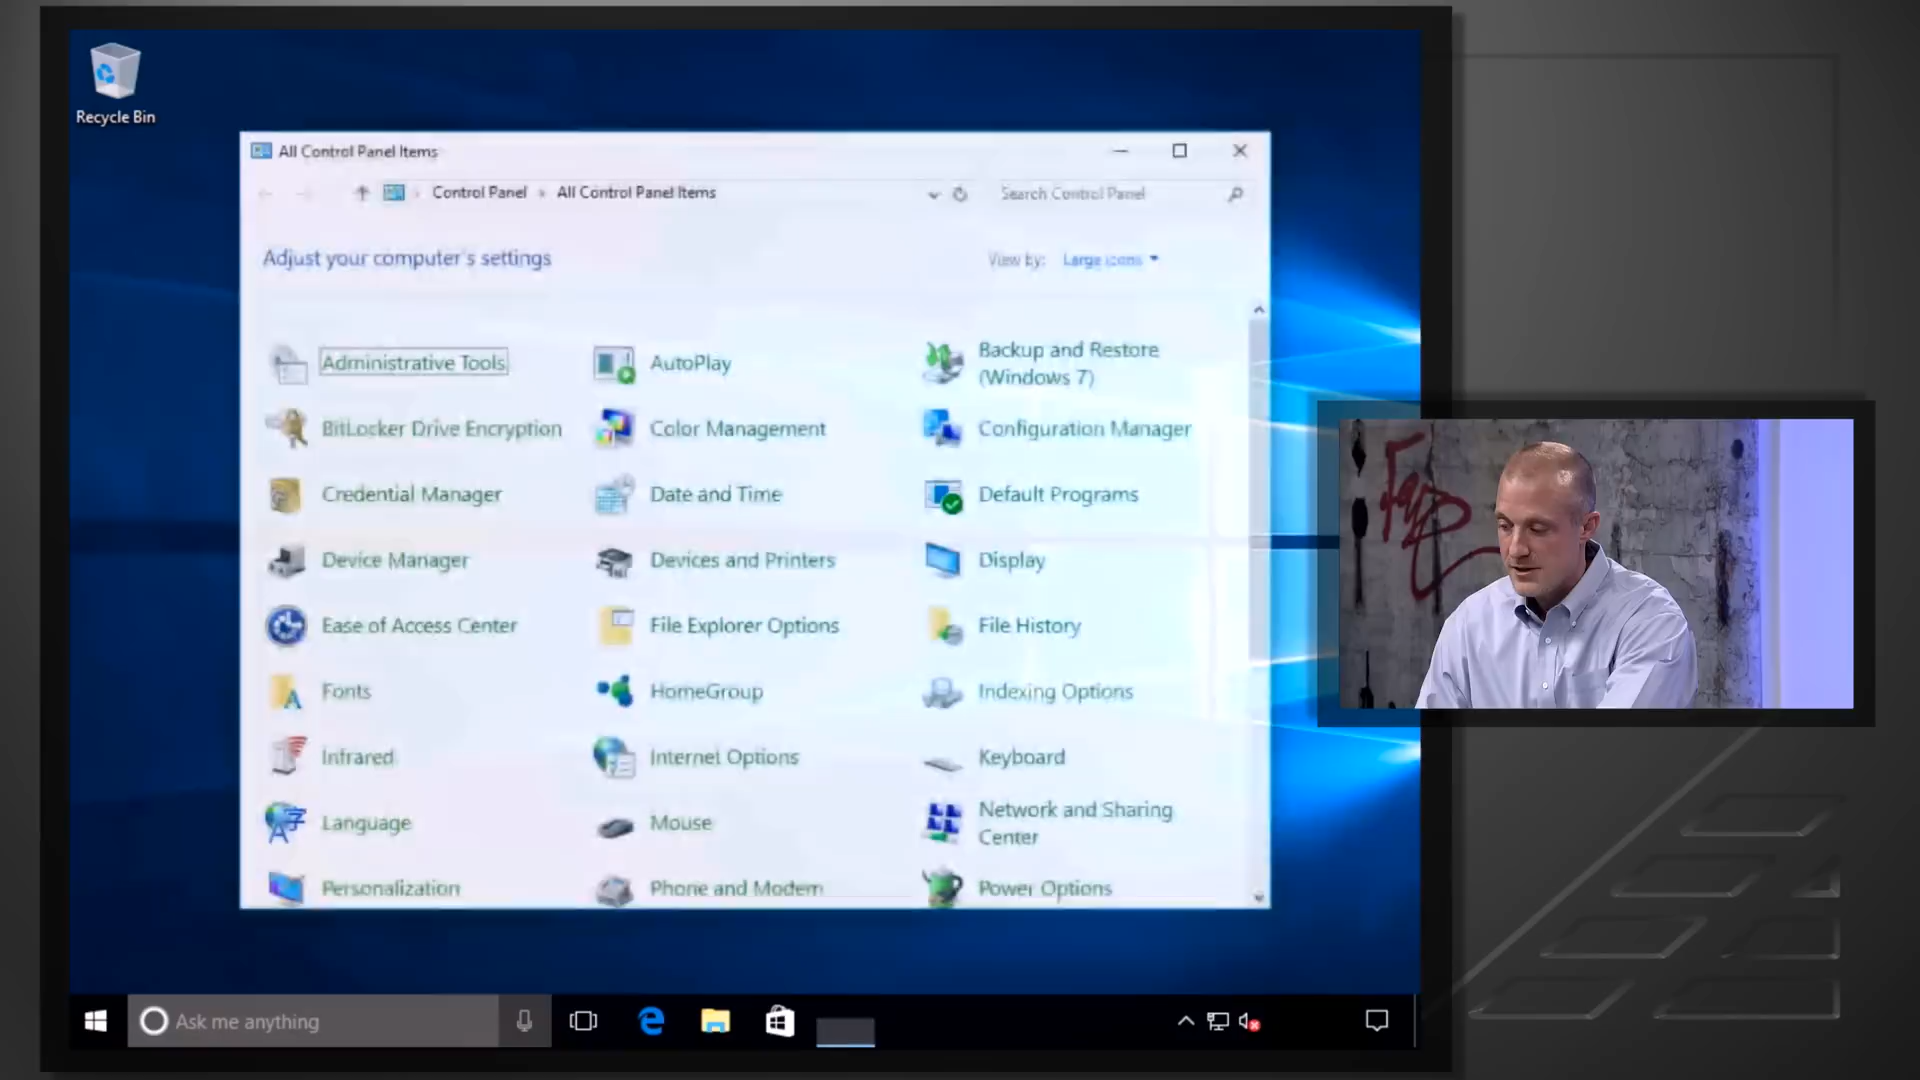 Recycle Bin
All Control Panel Items
Control Panel
All Control Panel Items
Search Control Panel
Adjust your computer's settings
View by:
Large icons
Administrative Tools
AutoPlay
Backup and Restore
(Windows 7)
BitLocker Drive Encryption
Color Management
Configuration Manager
Credential Manager
Date and Time
Default Programs
Device Manager
Devices and Printers
Display
Ease of Access Center
File Explorer Options
File History
Fonts
HomeGroup
Indexing Options
Infrared
Internet Options
Keyboard
Language
Mouse
Network and Sharing
Center
Personalization
Phone and Modem
Power Options
Ask me anything